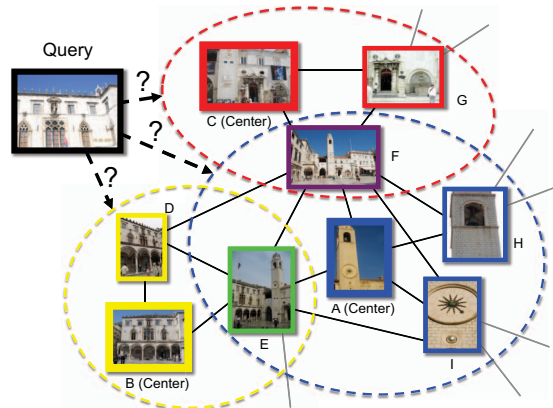 Query
?
?
?
C (Center)
G
F
D
H
A (Center)
E
I
B (Center)